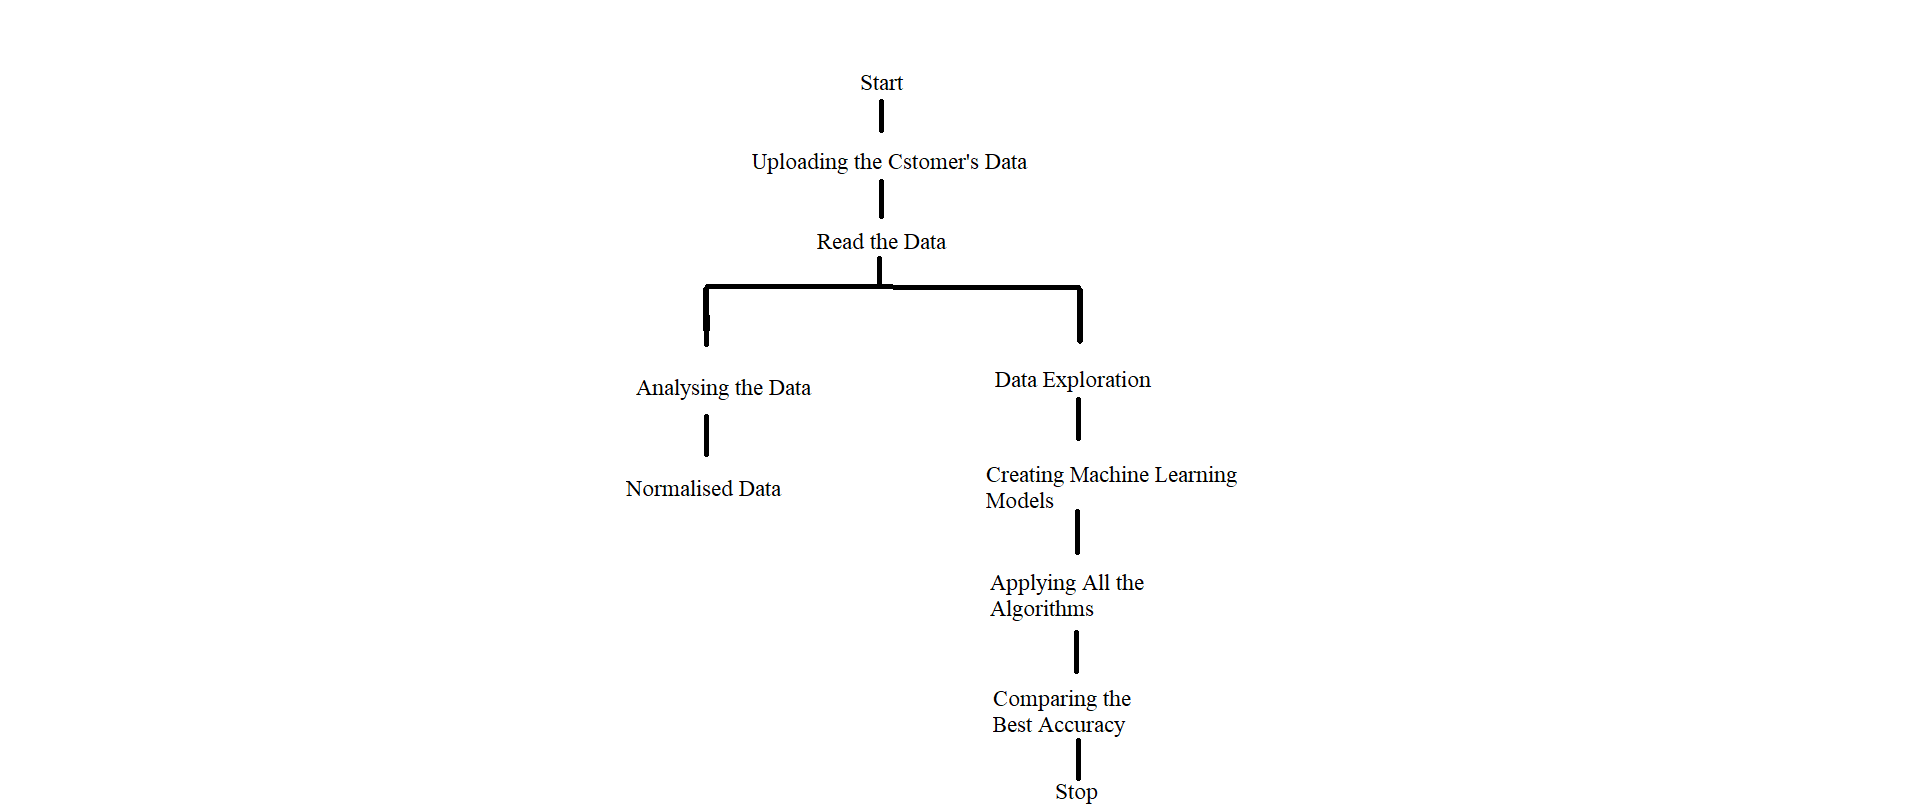 Start
Uploading the Cstomer's Data
Read the Data
Analysing the Data
Normalised Data
Data Exploration
Creating Machine Learning
Models
Applying All the
Algorithms
Comparing the
Best Accuracy
Stop